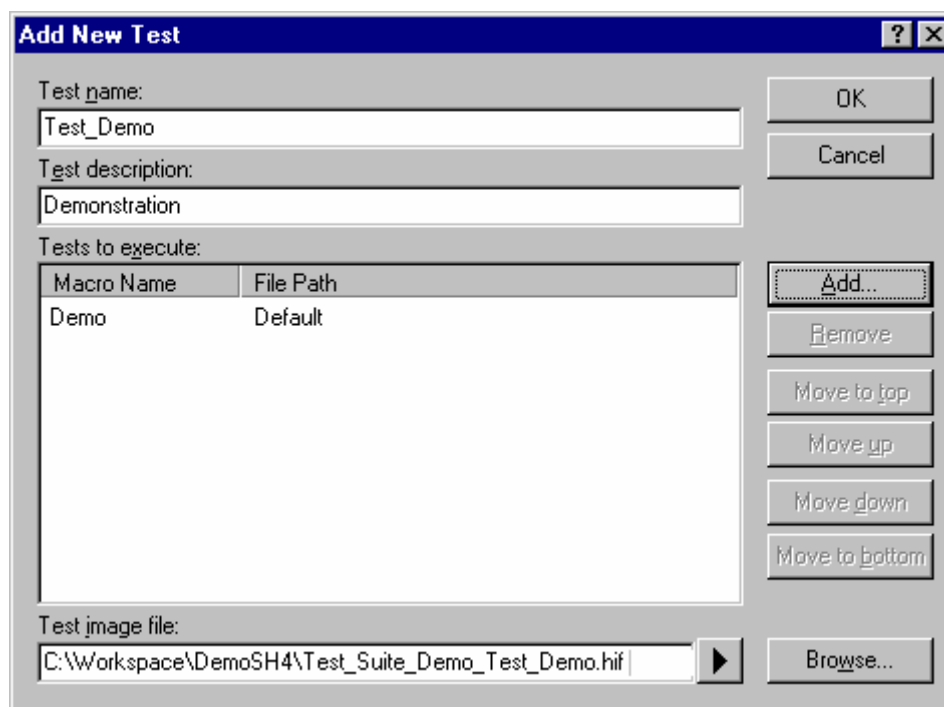 Add New Test
Test name:
OK
Test_Demo
Cancel
Test description:
Demonstration
Tests to execute:
Macro Name File Path
Add...
Demo Default
Remove
Move to top
Move up
Move down
Move to bottom
Test image file:
C:\Workspace\DemoSH4\Test_Suite_Demo_Test_Demo.hif
Browse...